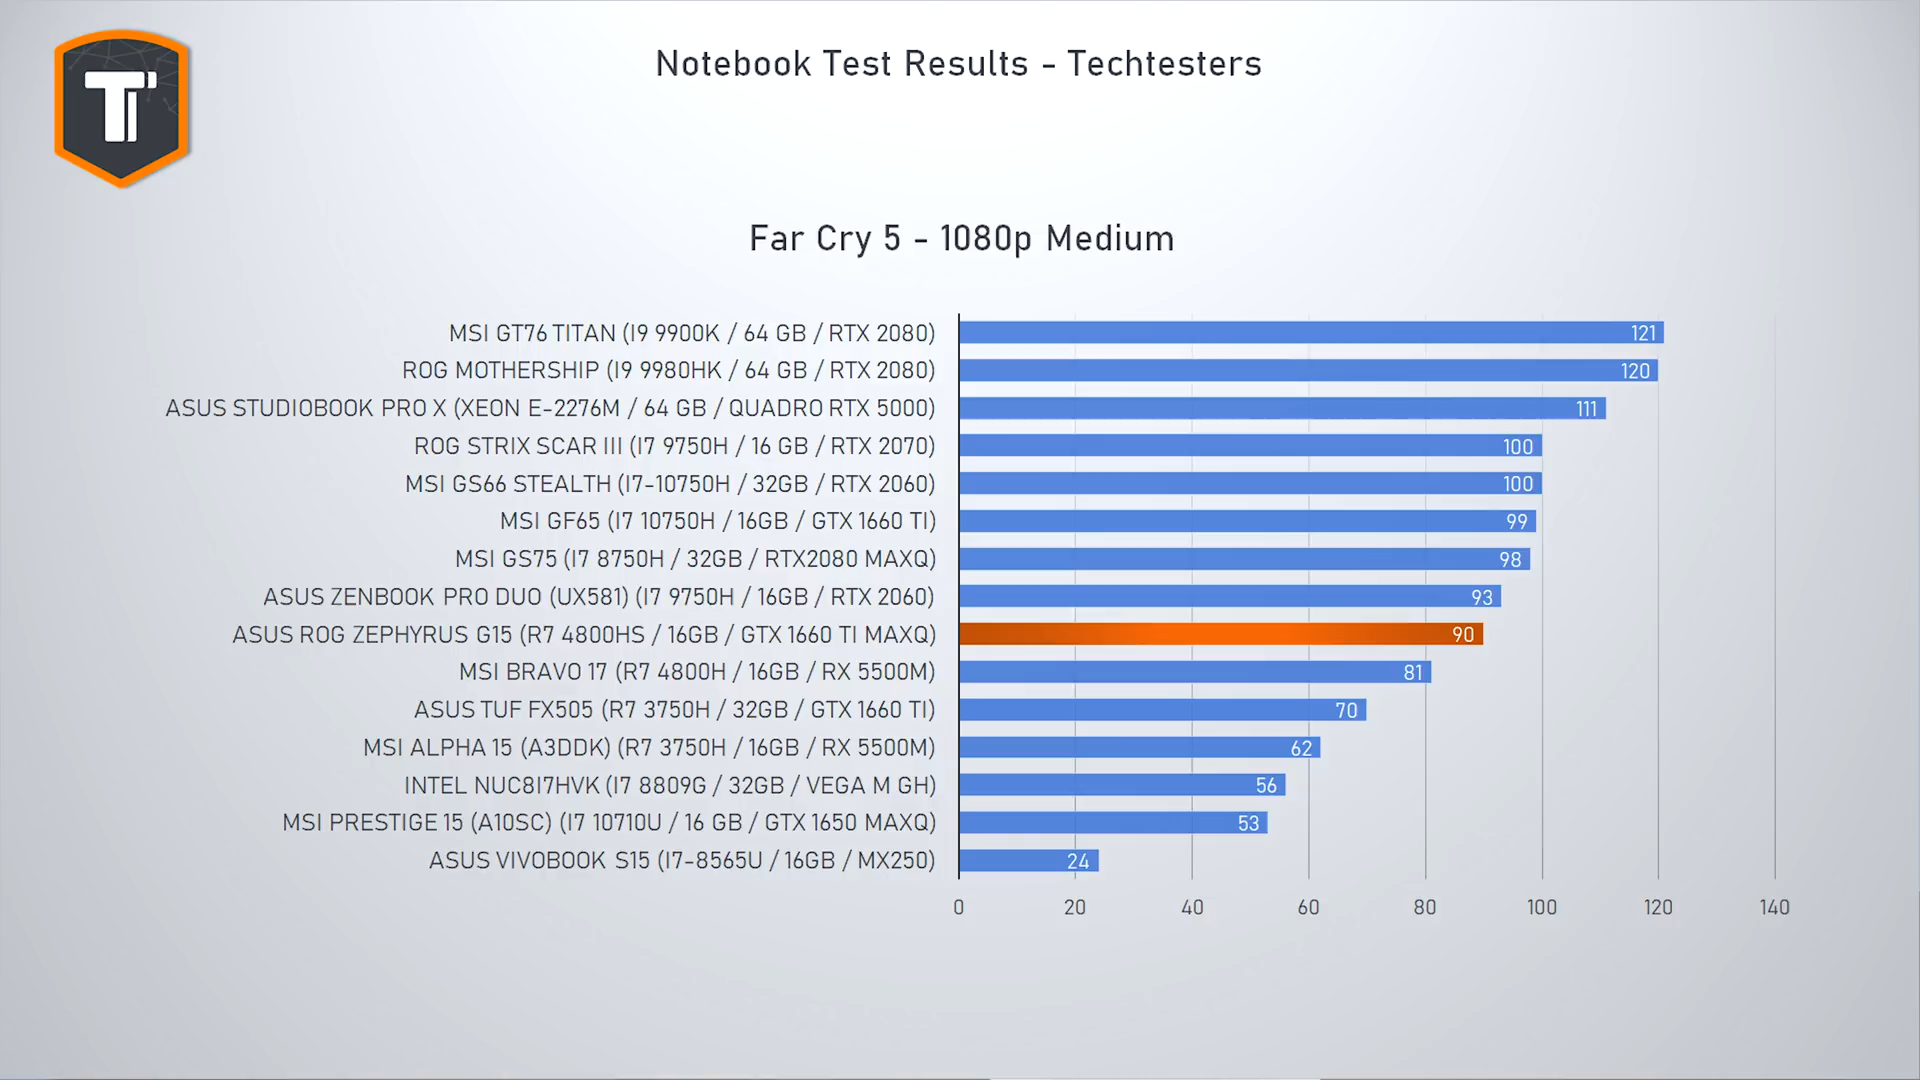 Notebook Test Results - Techtesters
Far Cry 5 - 1080p Medium
MSI GT76 TITAN (I9 9900K / 64 GB / RTX 2080) 121
ROG MOTHERSHIP (I9 9980HK / 64 GB / RTX 2080) 120
ASUS STUDIOBOOK PRO X (XEON E-2276M / 64 GB / QUADRO RTX 5000) 111
ROG STRIX SCAR III (I7 9750H / 16 GB / RTX 2070) 100
MSI GS66 STEALTH (I7-10750H / 32GB / RTX 2060) 100
MSI GF65 (I7 10750H / 16GB / GTX 1660 TI) 99
MSI GS75 (I7 8750H / 32GB / RTX2080 MAXQ) 98
ASUS ZENBOOK PRO DUO (UX581) (I7 9750H / 16GB / RTX 2060) 93
ASUS ROG ZEPHYRUS G15 (R7 4800HS / 16GB / GTX 1660 TI MAXQ) 90
MSI BRAVO 17 (R7 4800H / 16GB / RX 5500M) 81
ASUS TUF FX505 (R7 3750H / 32GB / GTX 1660 TI) 70
MSI ALPHA 15 (A3DDK) (R7 3750H / 16GB / RX 5500M) 62
INTEL NUC8I7HVK (I7 8809G / 32GB / VEGA M GH) 56
MSI PRESTIGE 15 (A10SC) (I7 10710U / 16 GB / GTX 1650 MAXQ) 53
ASUS VIVOBOOK S15 (I7-8565U / 16GB / MX250) 24
0 20 40 60 80 100 120 140